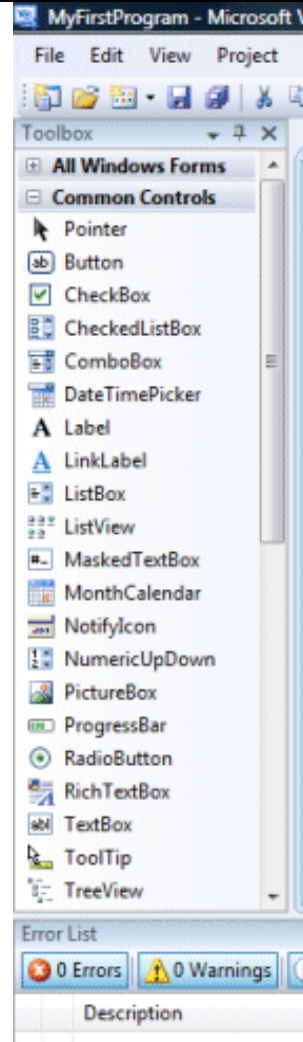 MyFirstProgram - Microsoft V
File Edit View Project
Toolbox
All Windows Forms
Common Controls
Pointer
ab Button
CheckBox
CheckedListBox
ComboBox
DateTimePicker
A Label
A LinkLabel
ListBox
ListView
#_ MaskedTextBox
MonthCalendar
NotifyIcon
NumericUpDown
PictureBox
ProgressBar
RadioButton
RichTextBox
abl TextBox
ToolTip
TreeView
Error List
0 Errors 0 Warnings
Description